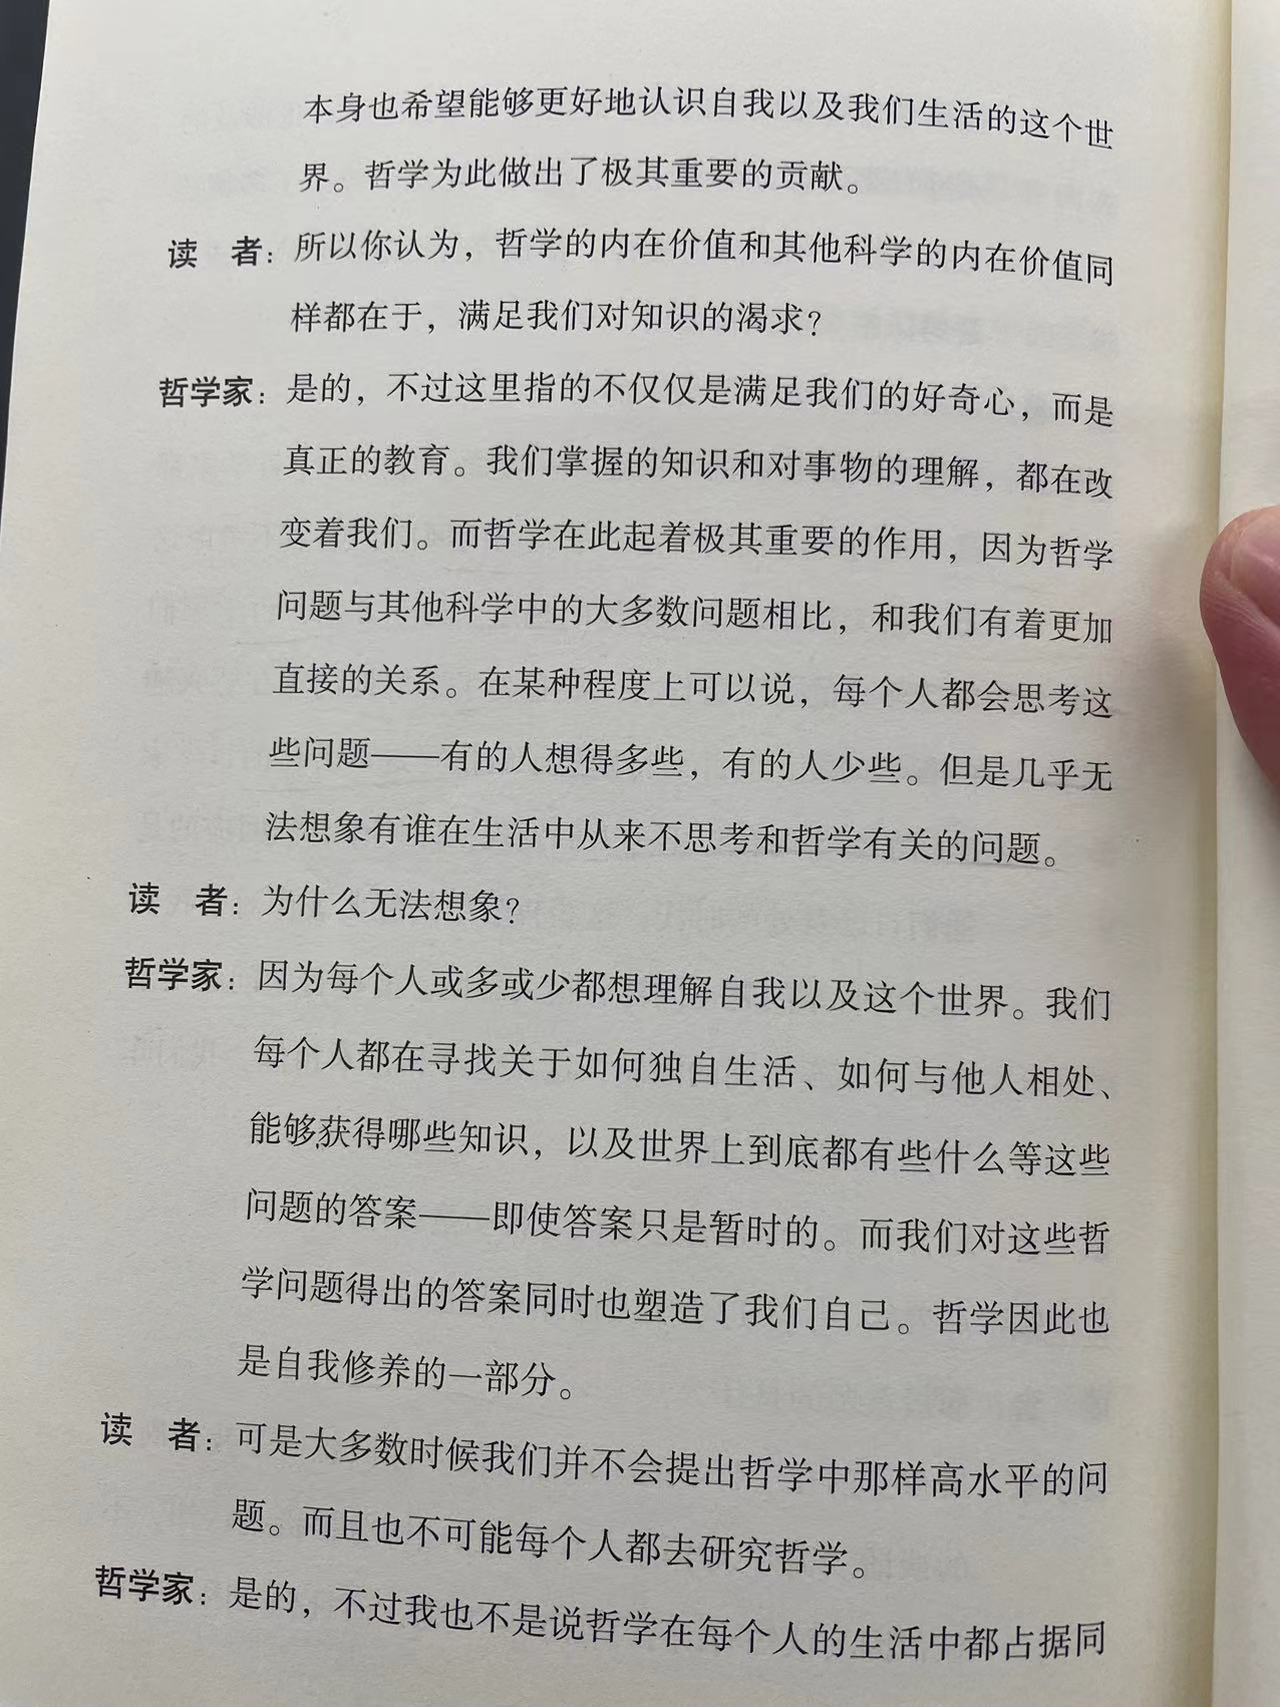 本身也希望能够更好地认识自我以及我们生活的这个世
界。哲学为此做出了极其重要的贡献。
读　者：所以你认为，哲学的内在价值和其他科学的内在价值同
样都在于，满足我们对知识的渴求？
哲学家：是的，不过这里指的不仅仅是满足我们的好奇心，而是
真正的教育。我们掌握的知识和对事物的理解，都在改
变着我们。而哲学在此起着极其重要的作用，因为哲学
问题与其他科学中的大多数问题相比，和我们有着更加
直接的关系。在某种程度上可以说，每个人都会思考这
些问题——有的人想得多些，有的人少些。但是几乎无
法想象有谁在生活中从来不思考和哲学有关的问题。
读　者：为什么无法想象？
哲学家：因为每个人或多或少都想理解自我以及这个世界。我们
每个人都在寻找关于如何独自生活、如何与他人相处、
能够获得哪些知识，以及世界上到底都有些什么等这些
问题的答案——即使答案只是暂时的。而我们对这些哲
学问题得出的答案同时也塑造了我们自己。哲学因此也
是自我修养的一部分。
读　者：可是大多数时候我们并不会提出哲学中那样高水平的问
题。而且也不可能每个人都去研究哲学。
哲学家：是的，不过我也不是说哲学在每个人的生活中都占据同